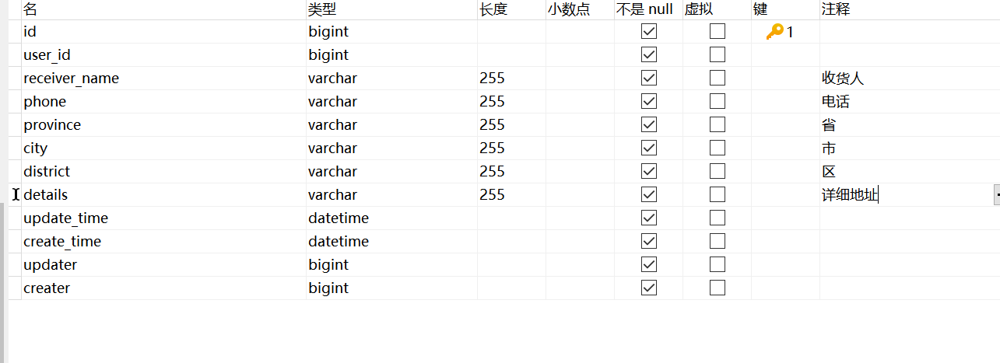 名 类型 长度 小数点 不是 null 虚拟 键 注释
id bigint 1
user_id bigint
receiver_name varchar 255 收货人
phone varchar 255 电话
province varchar 255 省
city varchar 255 市
district varchar 255 区
details varchar 255 详细地址
update_time datetime
create_time datetime
updater bigint
creater bigint